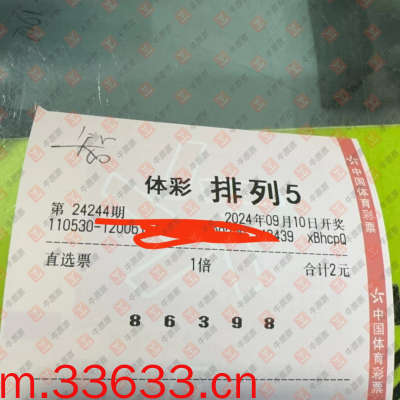 体彩 排列5
第 24244期 2024年09月10日开奖
110530-12006 439 xBhcpQ
直选票 1倍 合计2元
8 6 3 9 8
中国体育彩票
中国体育彩票
m.33633.cn